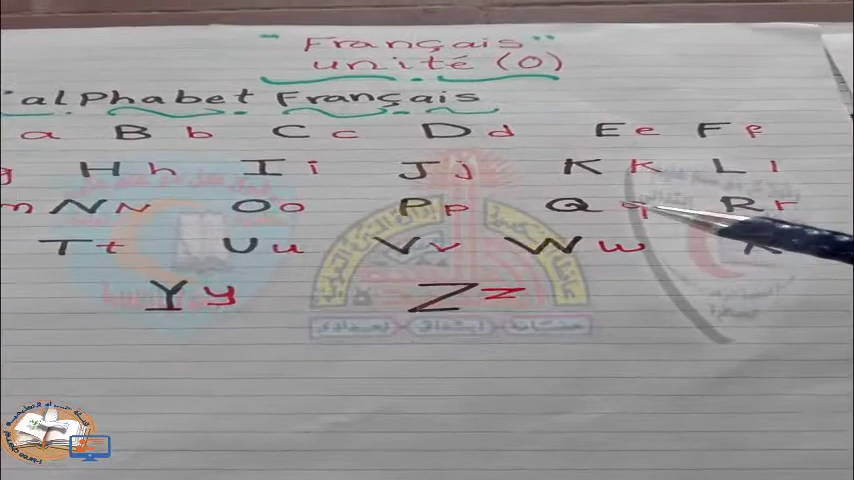 "Français"
unité (0)
'alphabet Français
a B b C c D d E e F f
g H h I i J j K k L l
m N n O o P p Q q R r
T t U u V v W w X
Y y Z z